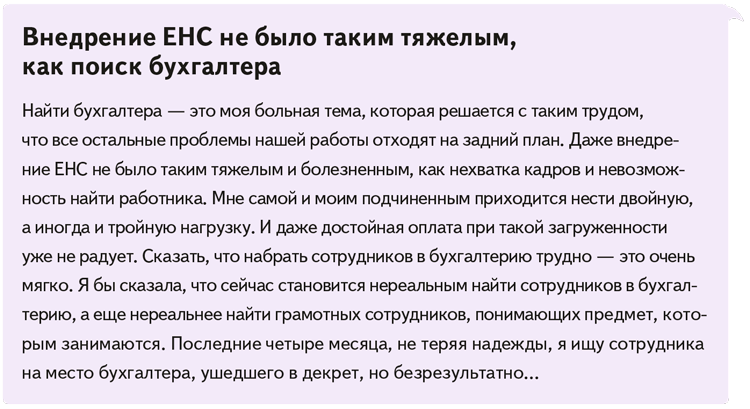 Внедрение ЕНС не было таким тяжелым,
как поиск бухгалтера
Найти бухгалтера — это моя больная тема, которая решается с таким трудом,
что все остальные проблемы нашей работы отходят на задний план. Даже внедре-
ние ЕНС не было таким тяжелым и болезненным, как нехватка кадров и невозмож-
ность найти работника. Мне самой и моим подчиненным приходится нести двойную,
а иногда и тройную нагрузку. И даже достойная оплата при такой загруженности
уже не радует. Сказать, что набрать сотрудников в бухгалтерию трудно — это очень
мягко. Я бы сказала, что сейчас становится нереальным найти сотрудников в бухгал-
терию, а еще нереальнее найти грамотных сотрудников, понимающих предмет, кото-
рым занимаются. Последние четыре месяца, не теряя надежды, я ищу сотрудника
на место бухгалтера, ушедшего в декрет, но безрезультатно...